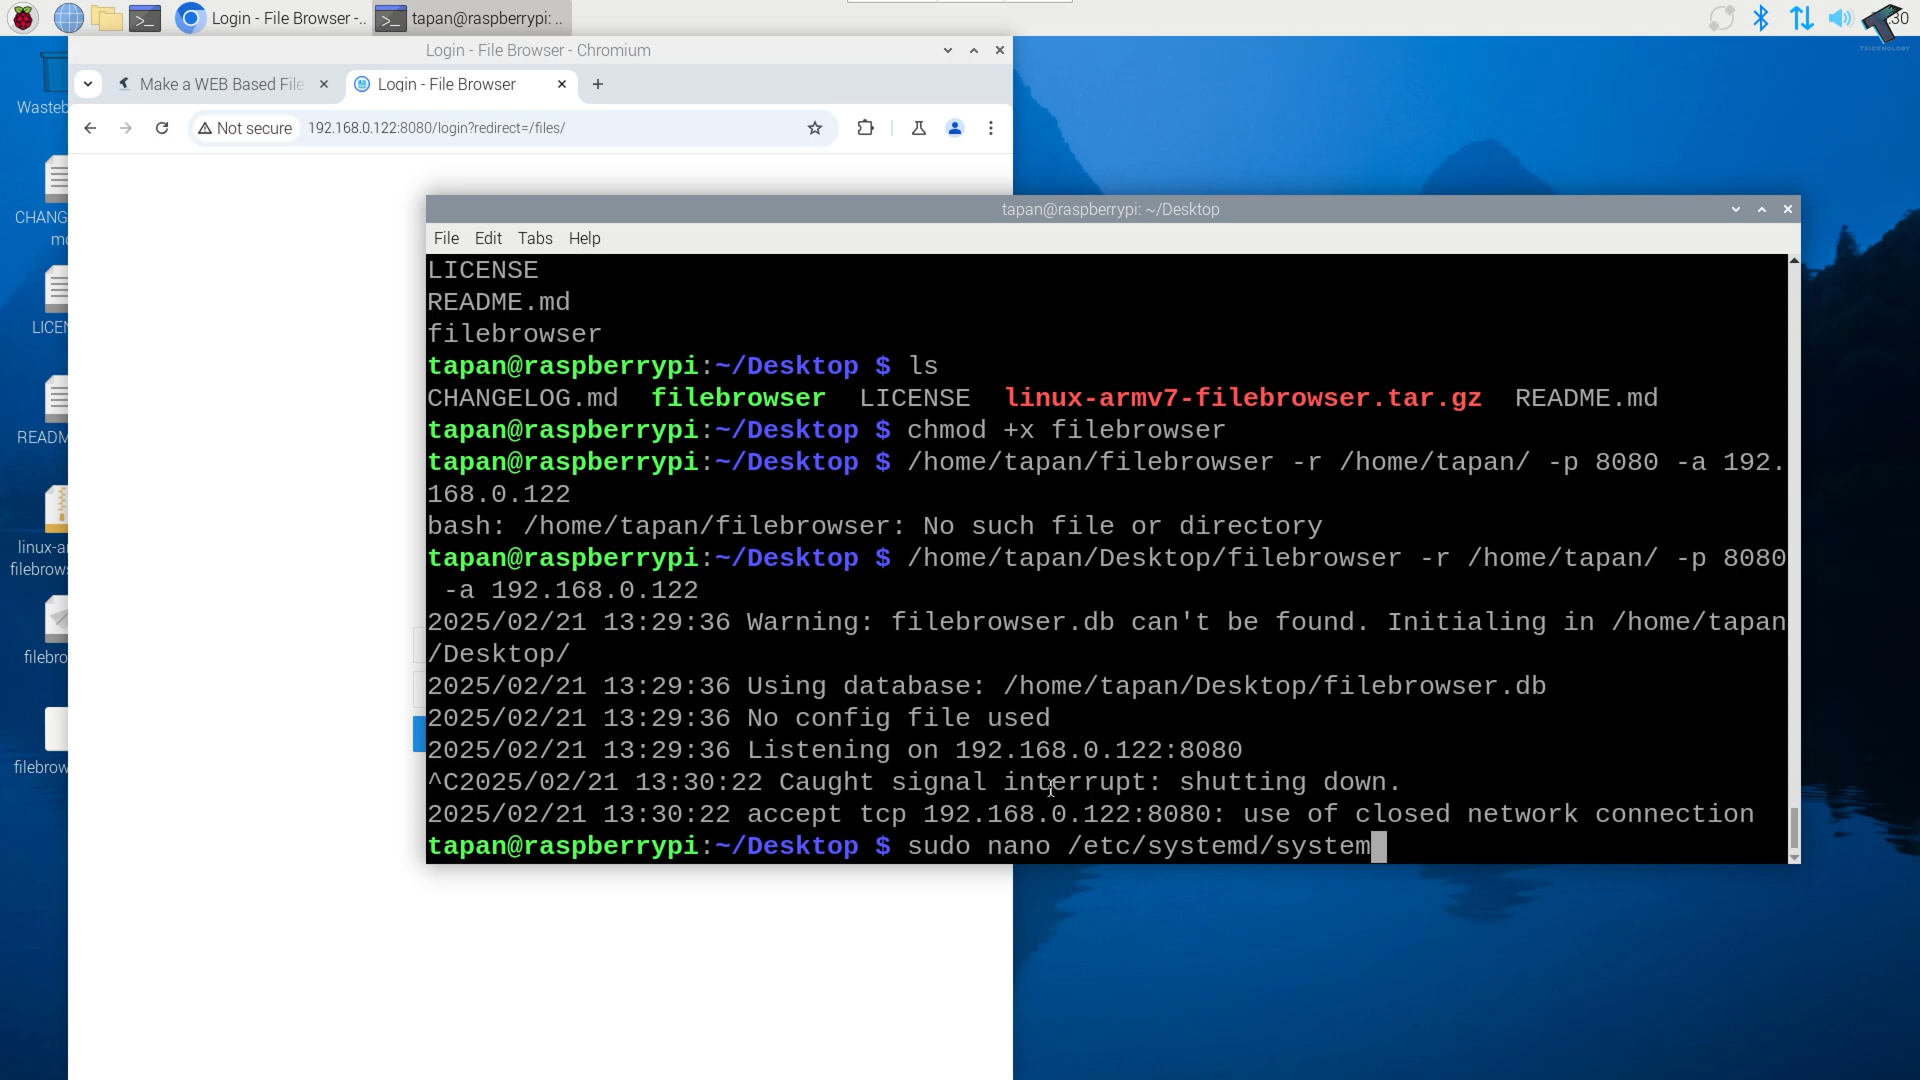 Login - File Browser -..
tapan@raspberrypi: ..
:30
TRICKNOLOGY
Login - File Browser - Chromium
Make a WEB Based File
Login - File Browser
Not secure
192.168.0.122:8080/login?redirect=/files/
Wasteb
CHANG
mo
LICEN
READM
linux-ar
filebrows
filebro
filebrow
tapan@raspberrypi: ~/Desktop
File Edit Tabs Help
LICENSE
README.md
filebrowser
tapan@raspberrypi:~/Desktop $ ls
CHANGELOG.md filebrowser LICENSE linux-armv7-filebrowser.tar.gz README.md
tapan@raspberrypi:~/Desktop $ chmod +x filebrowser
tapan@raspberrypi:~/Desktop $ /home/tapan/filebrowser -r /home/tapan/ -p 8080 -a 192.
168.0.122
bash: /home/tapan/filebrowser: No such file or directory
tapan@raspberrypi:~/Desktop $ /home/tapan/Desktop/filebrowser -r /home/tapan/ -p 8080
-a 192.168.0.122
2025/02/21 13:29:36 Warning: filebrowser.db can't be found. Initialing in /home/tapan
/Desktop/
2025/02/21 13:29:36 Using database: /home/tapan/Desktop/filebrowser.db
2025/02/21 13:29:36 No config file used
2025/02/21 13:29:36 Listening on 192.168.0.122:8080
^C2025/02/21 13:30:22 Caught signal interrupt: shutting down.
2025/02/21 13:30:22 accept tcp 192.168.0.122:8080: use of closed network connection
tapan@raspberrypi:~/Desktop $ sudo nano /etc/systemd/system